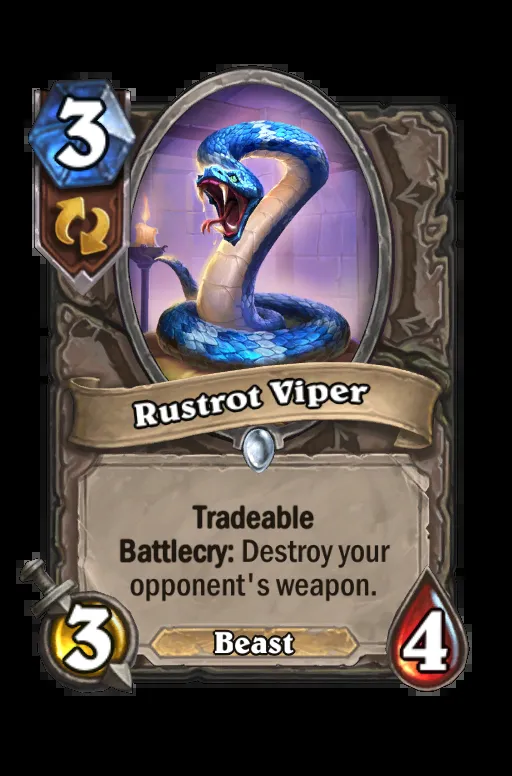 3
Rustrot Viper
Tradeable
Battlecry: Destroy your
opponent's weapon.
3
Beast
4